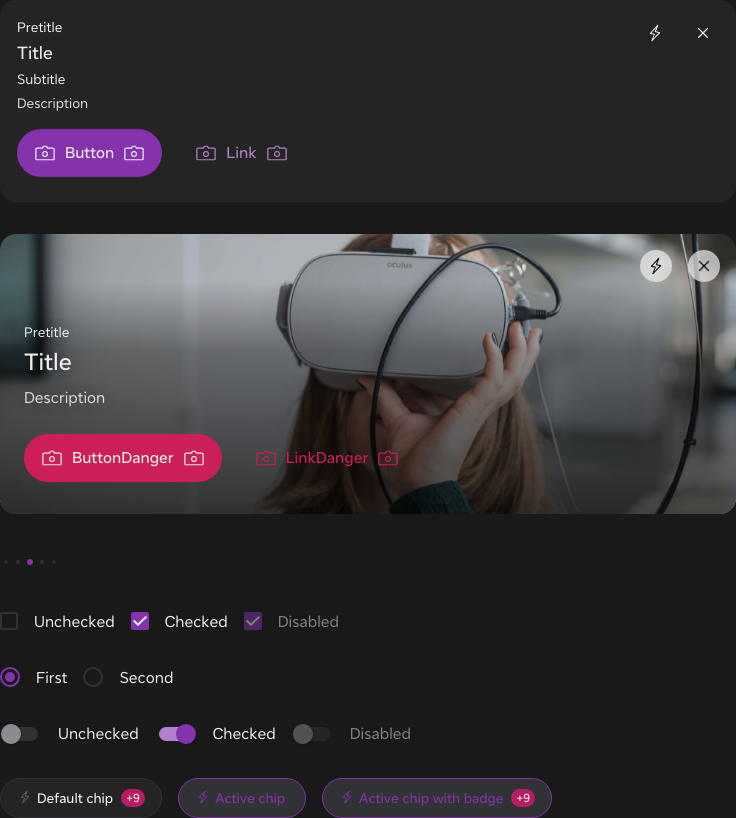 Pretitle
Title
Subtitle
Description
Button
Link
oculus
Pretitle
Title
Description
ButtonDanger
LinkDanger
Unchecked
Checked
Disabled
First
Second
Unchecked
Checked
Disabled
Default chip +9
Active chip
Active chip with badge +9